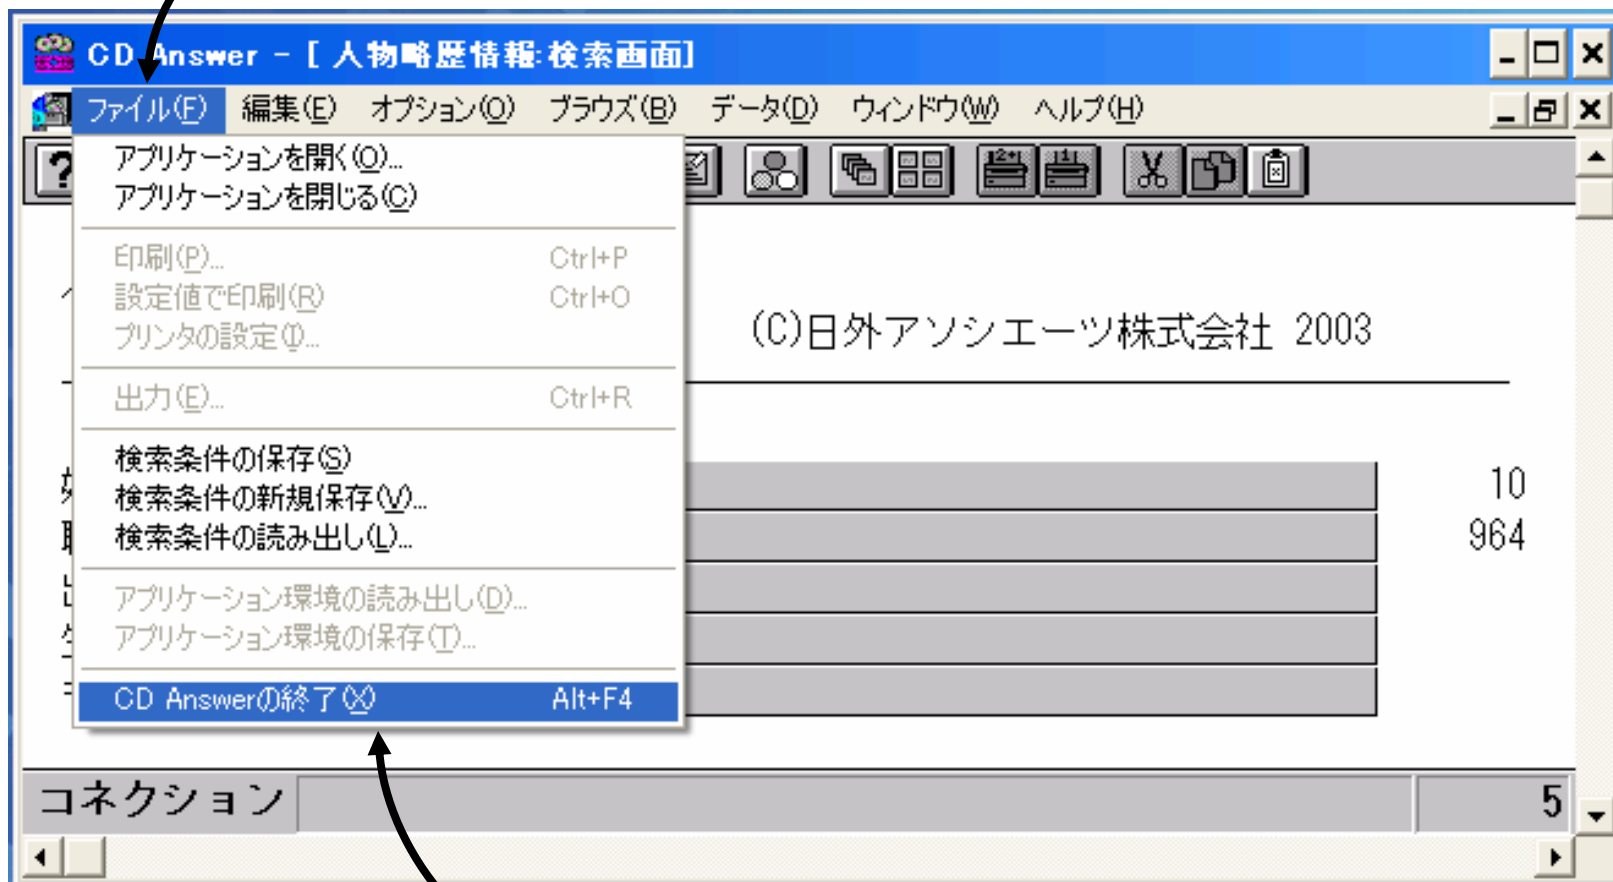 CD Answer - [ 人物略歴情報:検索画面]
ファイル(F) 編集(E) オプション(O) ブラウズ(B) データ(D) ウィンドウ(W) ヘルプ(H)
アプリケーションを開く(O)...
アプリケーションを閉じる(C)
印刷(P)... Ctrl+P
設定値で印刷(R) Ctrl+O
プリンタの設定(I)...
(C)日外アソシエーツ株式会社 2003
出力(E)... Ctrl+R
検索条件の保存(S)
検索条件の新規保存(V)... 10
検索条件の読み出し(L)... 964
アプリケーション環境の読み出し(D)...
アプリケーション環境の保存(T)...
CD Answerの終了(X) Alt+F4
コネクション 5